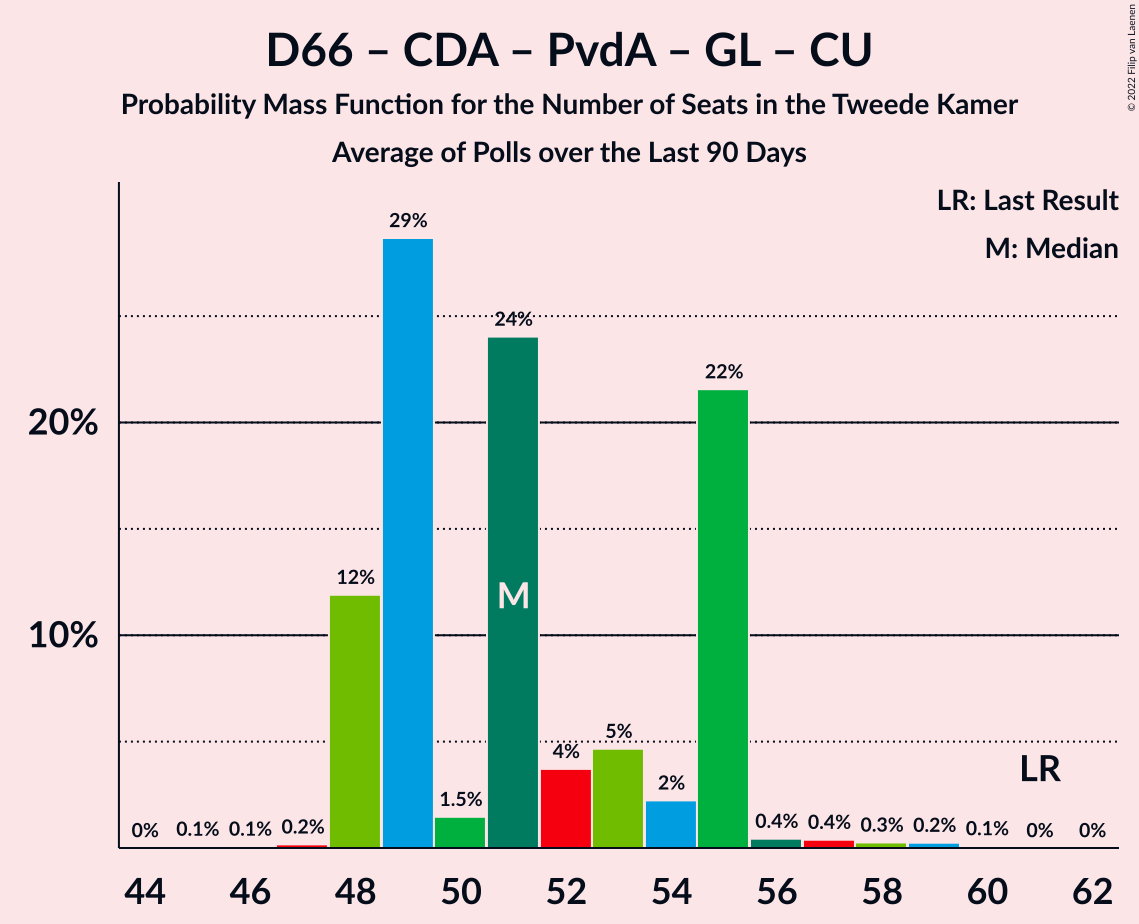 D66 – CDA – PvdA – GL – CU
Probability Mass Function for the Number of Seats in the Tweede Kamer
Average of Polls over the Last 90 Days
© 2022 Filip van Laenen
LR: Last Result
M: Median
29%
24%
22%
20%
12%
M
10%
5%
4%
2%
LR
1.5%
0% 0.1% 0.1% 0.2% 0.4% 0.4% 0.3% 0.2% 0.1% 0% 0%
44 46 48 50 52 54 56 58 60 62